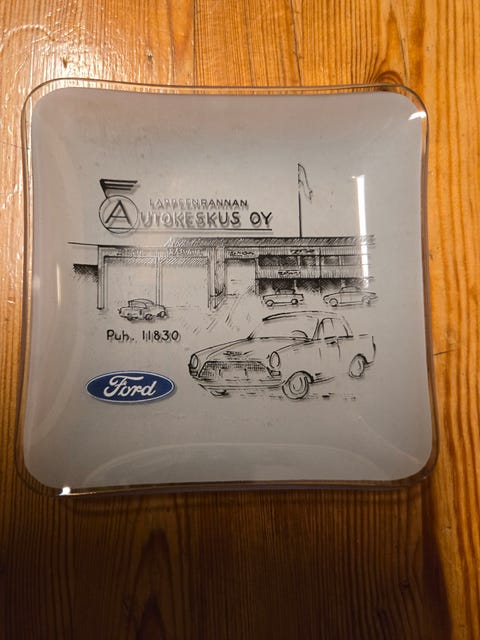 LAPPEENRANNAN
AUTOKESKUS OY
Puh. 11830
Ford